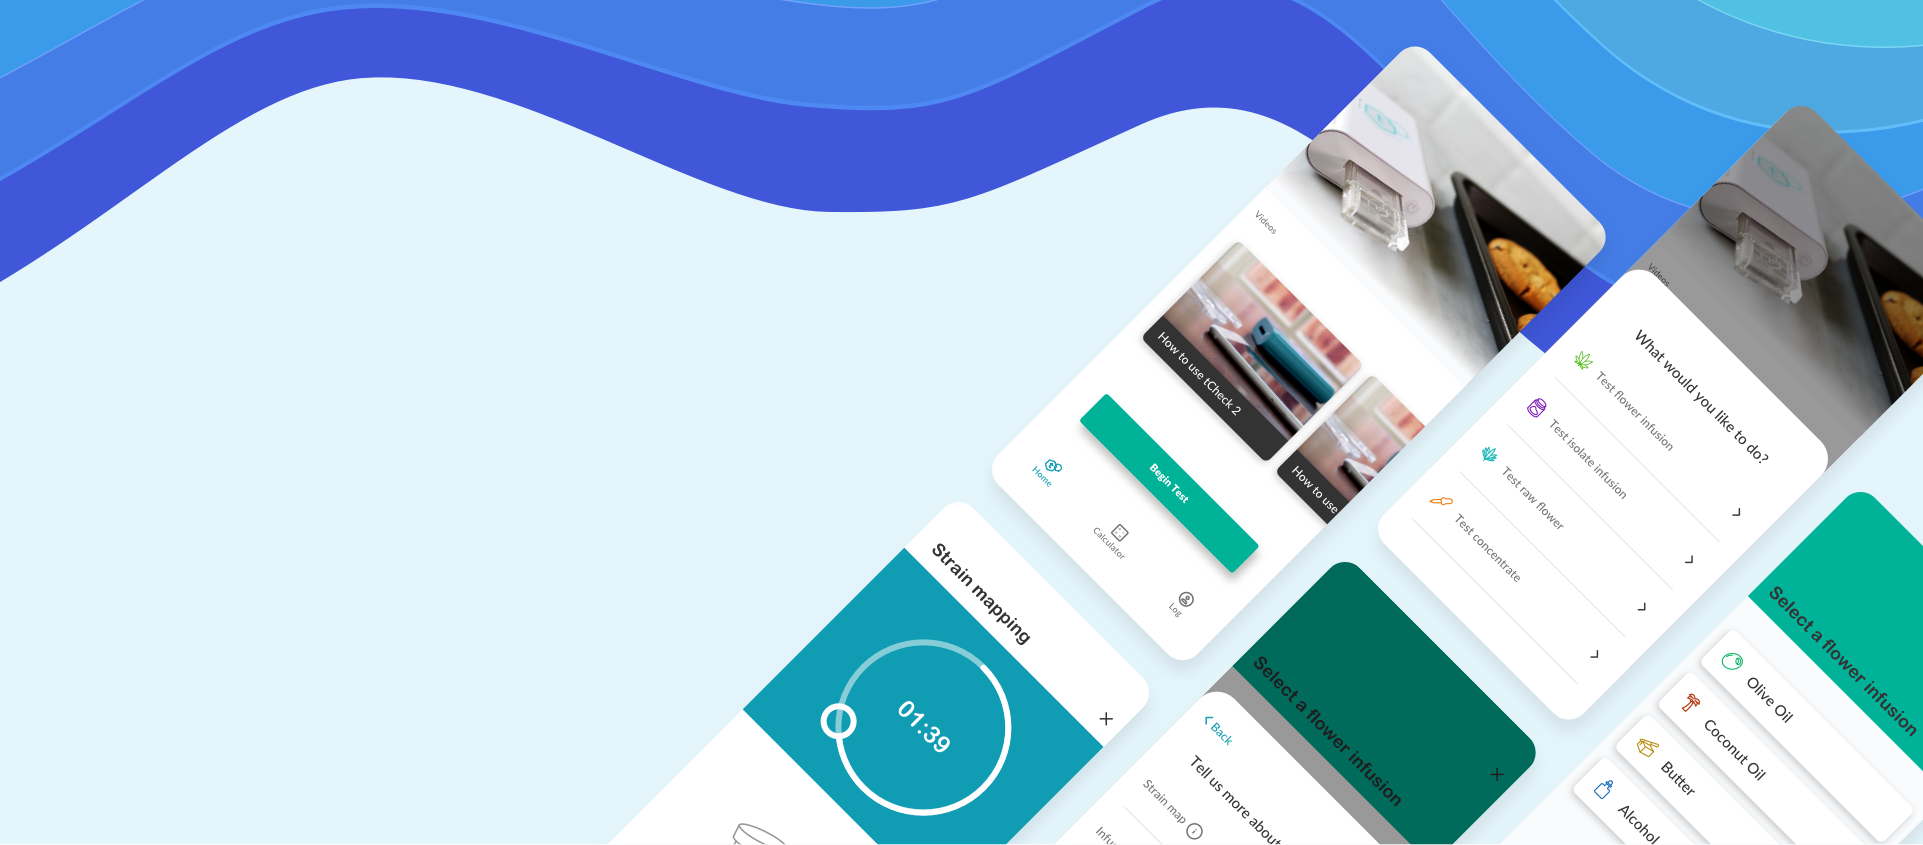 Videos
How to use tCheck 2
How to use
Begin Test
Home
Calculator
Log
Videos
What would you like to do?
Test flower infusion
Test isolate infusion
Test raw flower
Test concentrate
Strain mapping
01:39
Select a flower infusion
Back
Tell us more about
Strain map
Select a flower infusion
Olive Oil
Coconut Oil
Butter
Alcohol